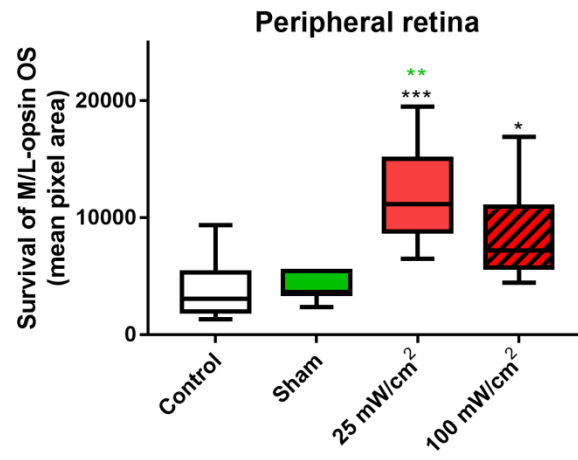 Peripheral retina
Survival of M/L-opsin OS
(mean pixel area)
20000
10000
0
**
***
*
Control
Sham
25 mW/cm²
100 mW/cm²